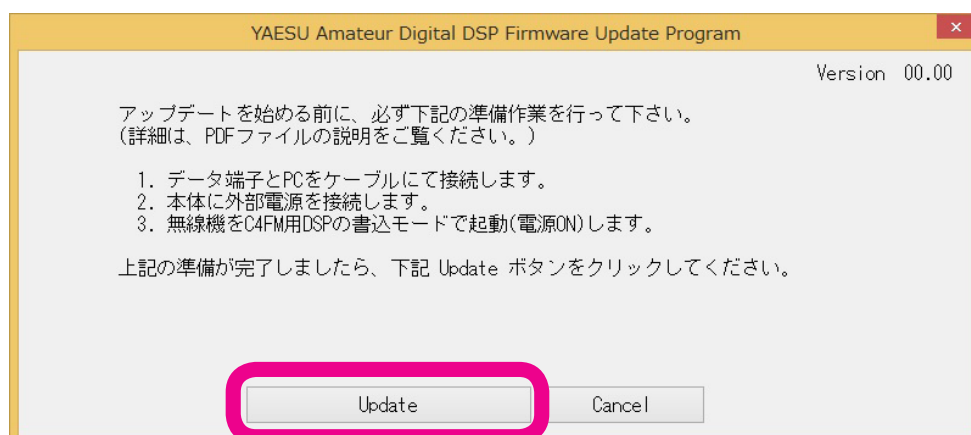 YAESU Amateur Digital DSP Firmware Update Program
Version 00.00
アップデートを始める前に、必ず下記の準備作業を行って下さい。
(詳細は、PDFファイルの説明をご覧ください。)
1. データ端子とPCをケーブルにて接続します。
2. 本体に外部電源を接続します。
3. 無線機をC4FM用DSPの書込モードで起動(電源ON)します。
上記の準備が完了しましたら、下記 Update ボタンをクリックしてください。
Update Cancel